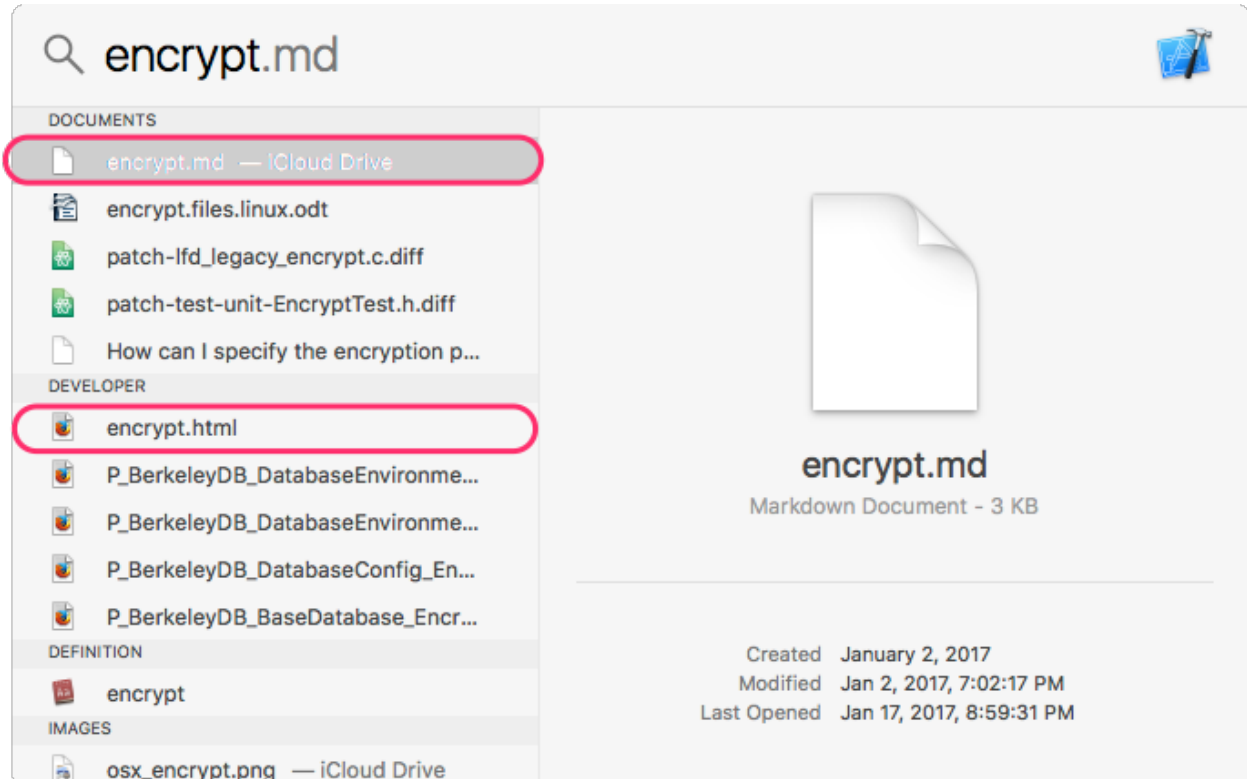 encrypt.md
DOCUMENTS
encrypt.md — iCloud Drive
encrypt.files.linux.odt
patch-lfd_legacy_encrypt.c.diff
patch-test-unit-EncryptTest.h.diff
How can I specify the encryption p...
DEVELOPER
encrypt.html
P_BerkeleyDB_DatabaseEnvironme...
P_BerkeleyDB_DatabaseEnvironme...
P_BerkeleyDB_DatabaseConfig_En...
P_BerkeleyDB_BaseDatabase_Encr...
DEFINITION
encrypt
IMAGES
osx_encrypt.png — iCloud Drive
encrypt.md
Markdown Document - 3 KB
Created January 2, 2017
Modified Jan 2, 2017, 7:02:17 PM
Last Opened Jan 17, 2017, 8:59:31 PM